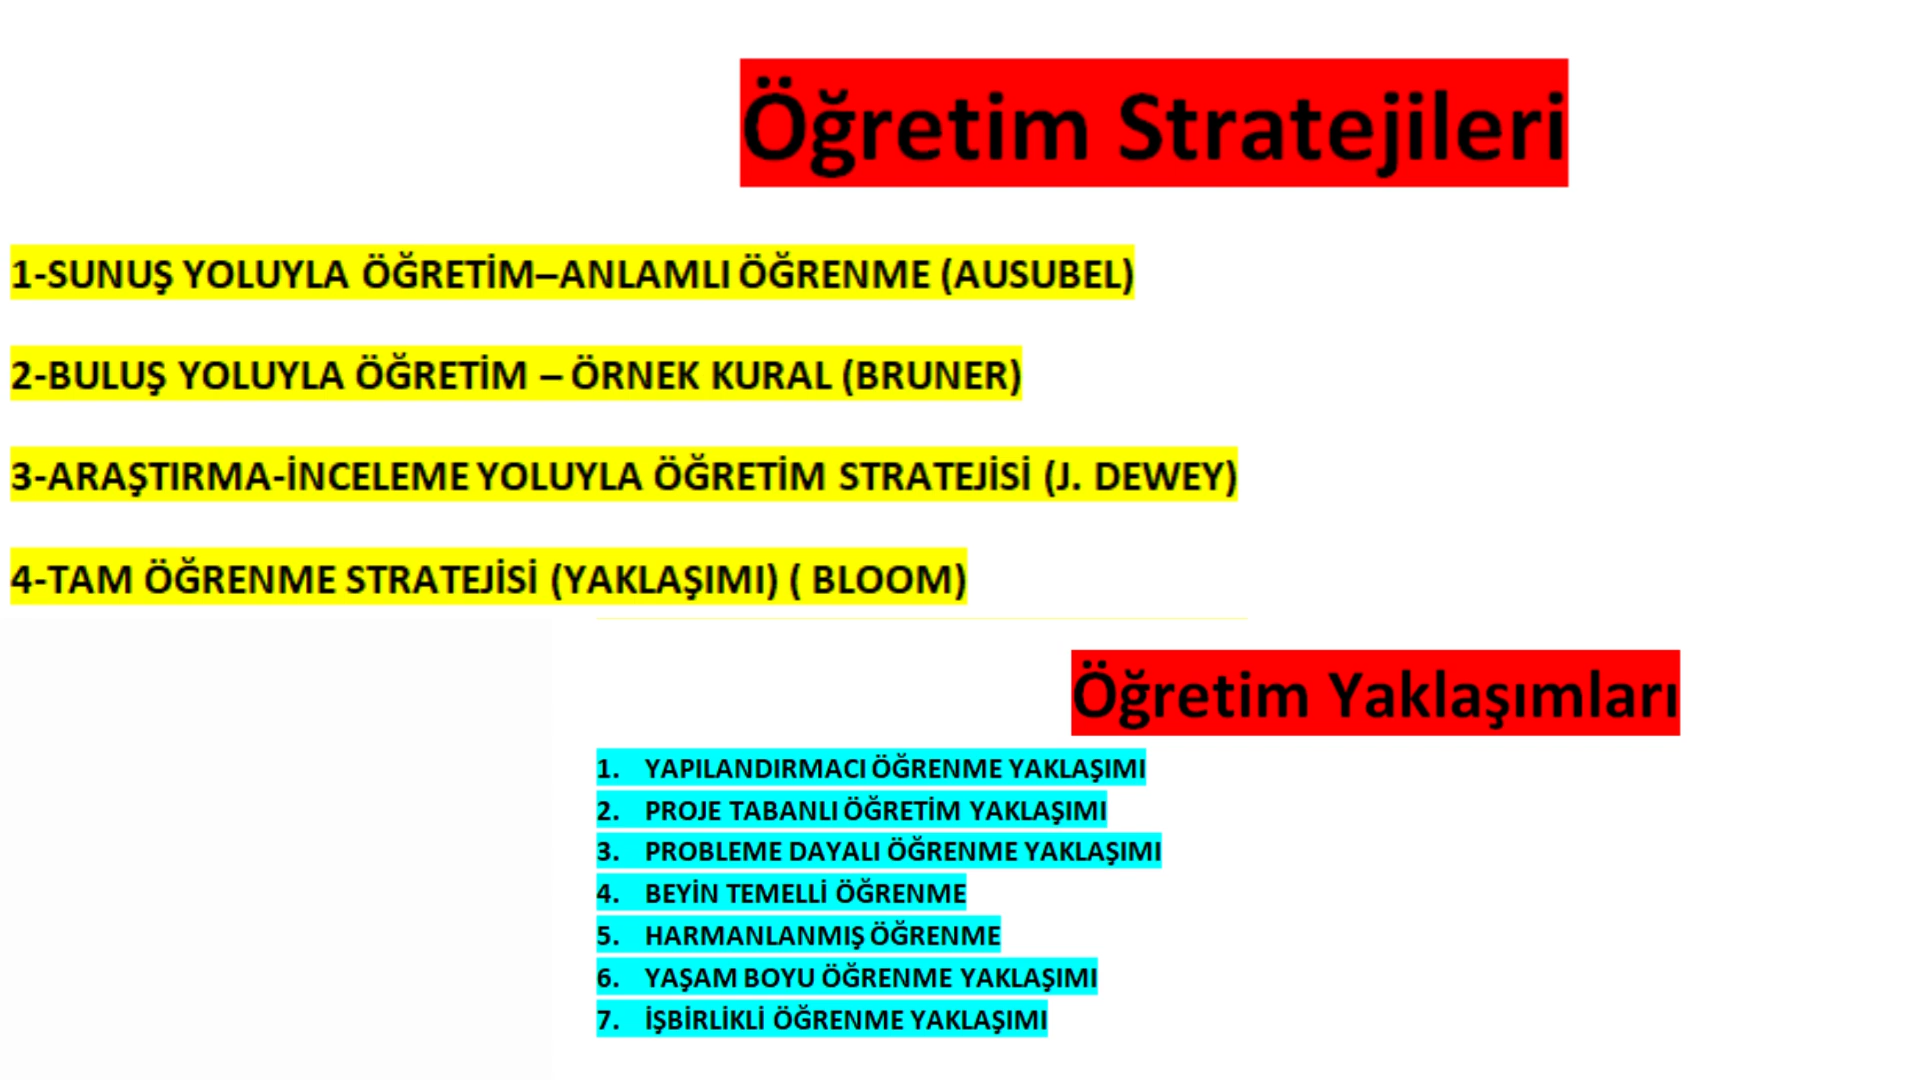 Öğretim Stratejileri
1-SUNUŞ YOLUYLA ÖĞRETİM–ANLAMLI ÖĞRENME (AUSUBEL)
2-BULUŞ YOLUYLA ÖĞRETİM – ÖRNEK KURAL (BRUNER)
3-ARAŞTIRMA-İNCELEME YOLUYLA ÖĞRETİM STRATEJİSİ (J. DEWEY)
4-TAM ÖĞRENME STRATEJİSİ (YAKLAŞIMI) ( BLOOM)
Öğretim Yaklaşımları
1. YAPILANDIRMACI ÖĞRENME YAKLAŞIMI
2. PROJE TABANLI ÖĞRETİM YAKLAŞIMI
3. PROBLEME DAYALI ÖĞRENME YAKLAŞIMI
4. BEYİN TEMELLİ ÖĞRENME
5. HARMANLANMIŞ ÖĞRENME
6. YAŞAM BOYU ÖĞRENME YAKLAŞIMI
7. İŞBİRLİKLİ ÖĞRENME YAKLAŞIMI